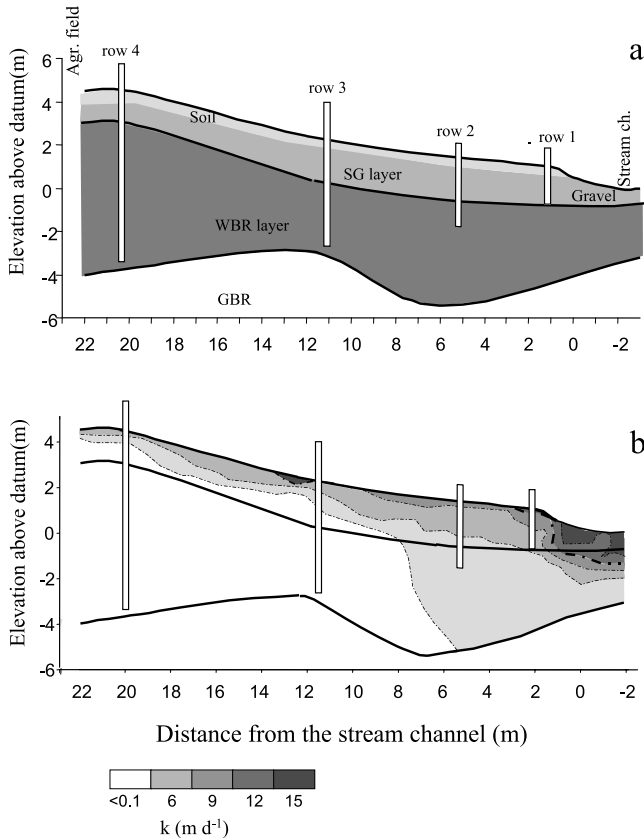 a
Agr. field
Elevation above datum(m)
6
4
2
0
-2
-4
-6
row 4
row 3
row 2
row 1
Stream ch.
Soil
SG layer
Gravel
WBR layer
GBR
22 20 18 16 14 12 10 8 6 4 2 0 -2
b
Elevation above datum(m)
4
2
0
-2
-4
-6
22 20 18 16 14 12 10 8 6 4 2 0 -2
Distance from the stream channel (m)
<0.1 6 9 12 15
k (m d⁻¹)